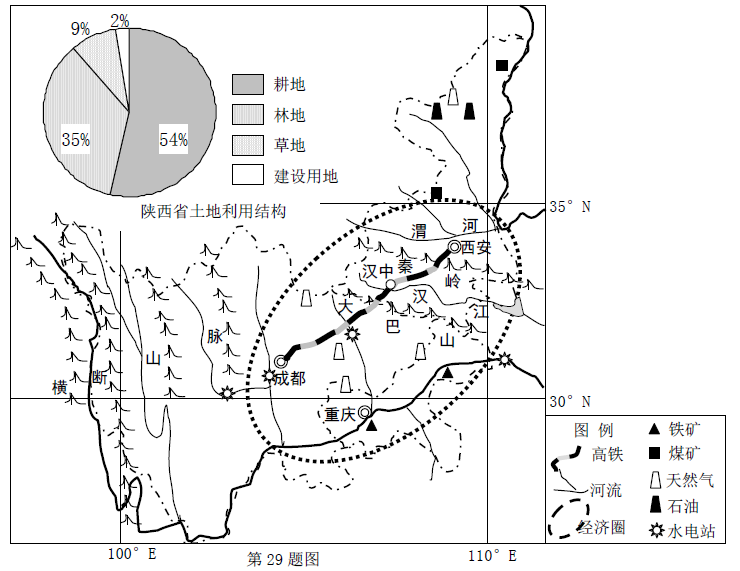 9%
2%
35%
54%
耕地
林地
草地
建设用地
陕西省土地利用结构
35°N
渭
河
西安
汉中
秦
岭
大
汉
巴
江
山
横
断
山
脉
成都
重庆
30°N
100°E
110°E
第29题图
图 例
高铁
河流
经济圈
铁矿
煤矿
天然气
石油
水电站